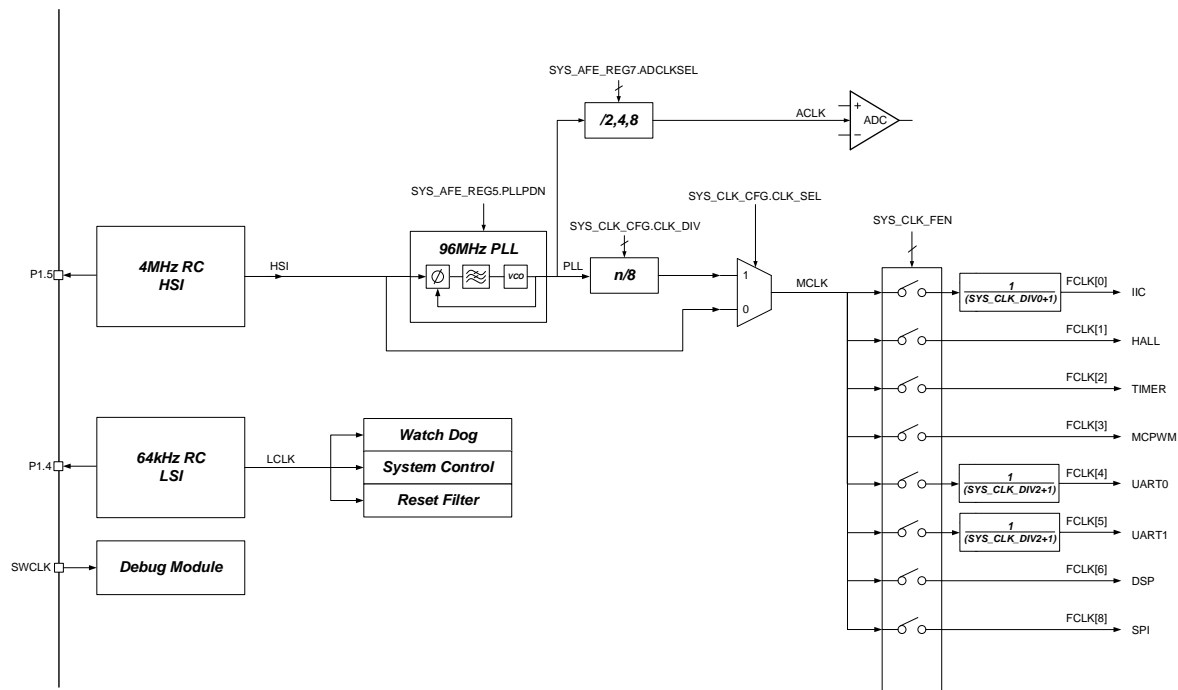 SYS_AFE_REG7.ADCLKSEL
/2,4,8
ACLK
+
ADC
−
SYS_AFE_REG5.PLLPDN
SYS_CLK_CFG.CLK_SEL
SYS_CLK_CFG.CLK_DIV
SYS_CLK_FEN
P1.5
4MHz RC
HSI
HSI
96MHz PLL
VCO
PLL
n/8
1
0
MCLK
1
(SYS_CLK_DIV0+1)
FCLK[0]
IIC
FCLK[1]
HALL
FCLK[2]
TIMER
FCLK[3]
MCPWM
1
(SYS_CLK_DIV2+1)
FCLK[4]
UART0
1
(SYS_CLK_DIV2+1)
FCLK[5]
UART1
FCLK[6]
DSP
FCLK[8]
SPI
P1.4
64kHz RC
LSI
LCLK
Watch Dog
System Control
Reset Filter
SWCLK
Debug Module